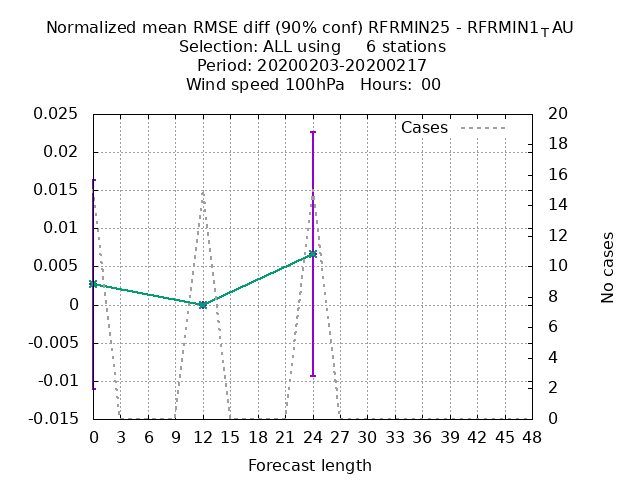 Normalized mean RMSE diff (90% conf) RFRMIN25 - RFRMIN1TAU
Selection: ALL using 6 stations
Period: 20200203-20200217
Wind speed 100hPa Hours: 00
Cases
0.025
0.02
0.015
0.01
0.005
0
-0.005
-0.01
-0.015
20
18
16
14
12
10
8
6
4
2
0
No cases
0 3 6 9 12 15 18 21 24 27 30 33 36 39 42 45 48
Forecast length